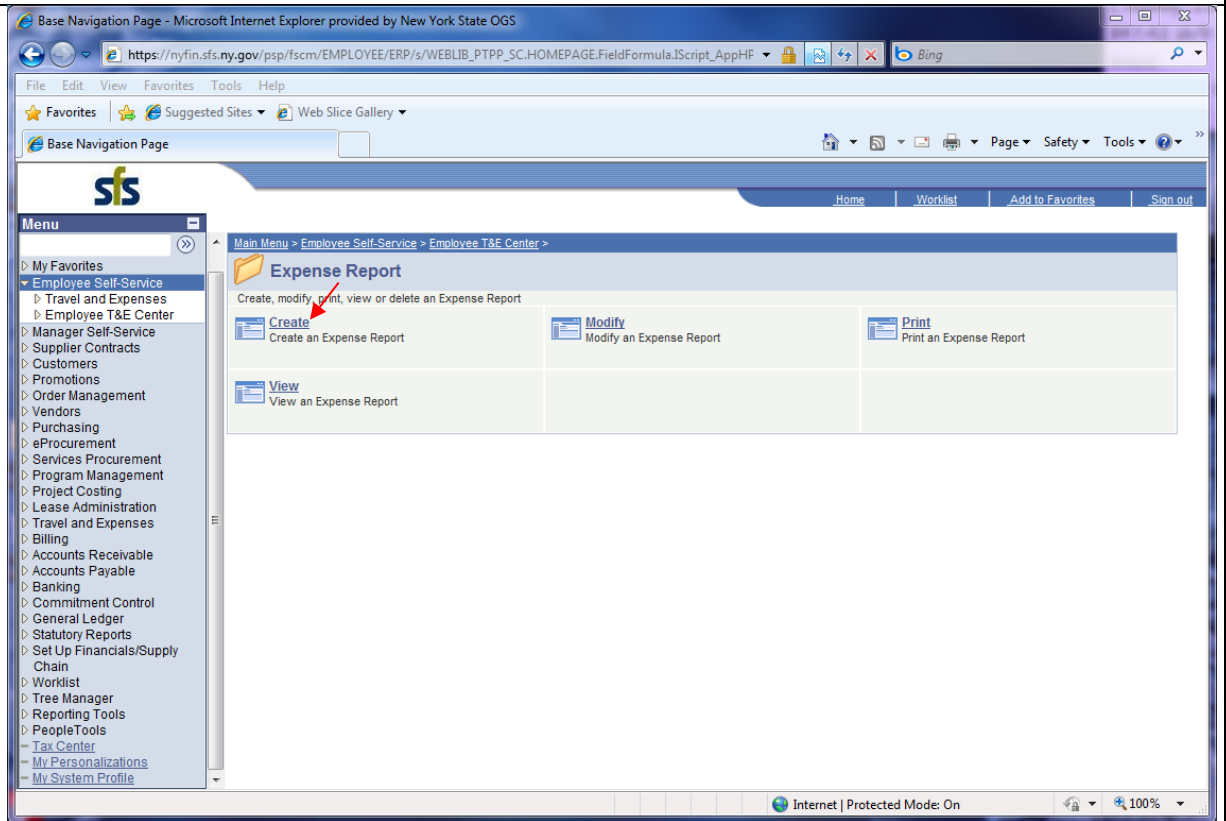 Base Navigation Page - Microsoft Internet Explorer provided by New York State OGS
https://nyfin.sfs.ny.gov/psp/fscm/EMPLOYEE/ERP/s/WEBLIB_PTPP_SC.HOMEPAGE.FieldFormula.IScript_AppHP
Bing
File Edit View Favorites Tools Help
Favorites Suggested Sites Web Slice Gallery
Base Navigation Page
Page Safety Tools
sfs
Home Worklist Add to Favorites Sign out
Menu
My Favorites
Employee Self-Service
Travel and Expenses
Employee T&E Center
Manager Self-Service
Supplier Contracts
Customers
Promotions
Order Management
Vendors
Purchasing
eProcurement
Services Procurement
Program Management
Project Costing
Lease Administration
Travel and Expenses
Billing
Accounts Receivable
Accounts Payable
Banking
Commitment Control
General Ledger
Statutory Reports
Set Up Financials/Supply
Chain
Worklist
Tree Manager
Reporting Tools
PeopleTools
Tax Center
My Personalizations
My System Profile
Main Menu > Employee Self-Service > Employee T&E Center >
Expense Report
Create, modify, print, view or delete an Expense Report
Create
Create an Expense Report
Modify
Modify an Expense Report
Print
Print an Expense Report
View
View an Expense Report
Internet | Protected Mode: On
100%